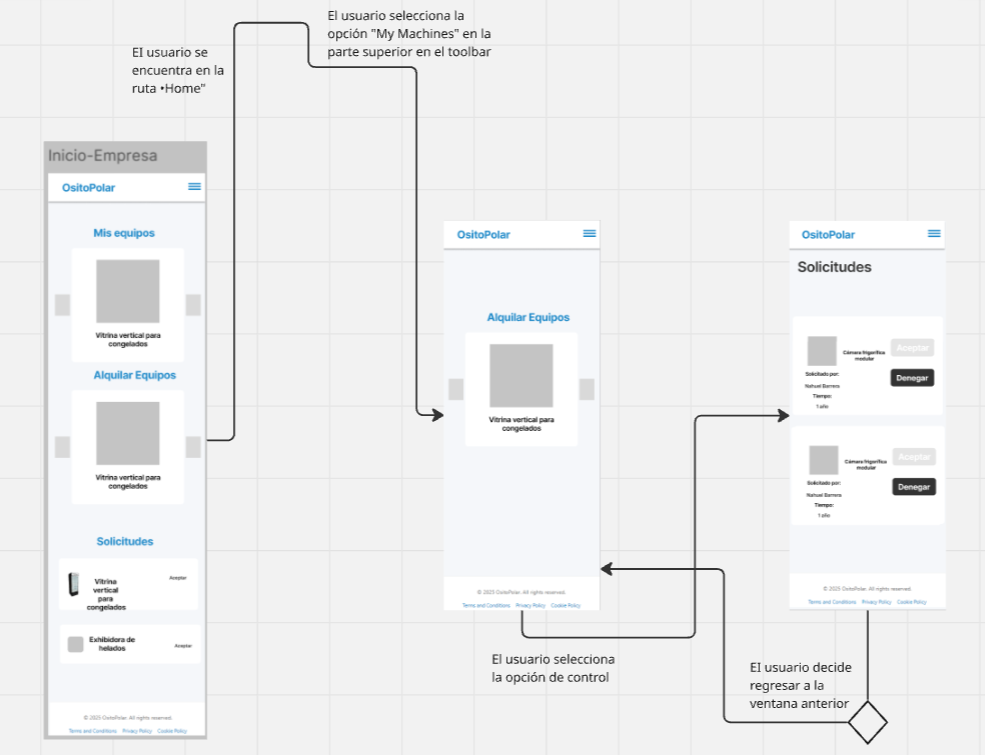 El usuario selecciona la
opción "My Machines" en la
parte superior en el toolbar
EI usuario se
encuentra en la
ruta •Home"
Inicio-Empresa
OsitoPolar
Mis equipos
Vitrina vertical para
congelados
Alquilar Equipos
Vitrina vertical para
congelados
Solicitudes
Vitrina
vertical
para
congelados
Aceptar
Exhibidora de
helados
Aceptar
© 2025 OsitoPolar. All rights reserved.
Terms and Conditions Privacy Policy Cookie Policy
OsitoPolar
Alquilar Equipos
Vitrina vertical para
congelados
© 2025 OsitoPolar. All rights reserved.
Terms and Conditions Privacy Policy Cookie Policy
El usuario selecciona
la opción de control
OsitoPolar
Solicitudes
Cámara frigorífica
modular
Aceptar
Denegar
Solicitado por:
Nahuel Barrera
Tiempo:
1 año
Cámara frigorífica
modular
Aceptar
Denegar
Solicitado por:
Nahuel Barrera
Tiempo:
1 año
© 2025 OsitoPolar. All rights reserved.
Terms and Conditions Privacy Policy Cookie Policy
EI usuario decide
regresar a la
ventana anterior